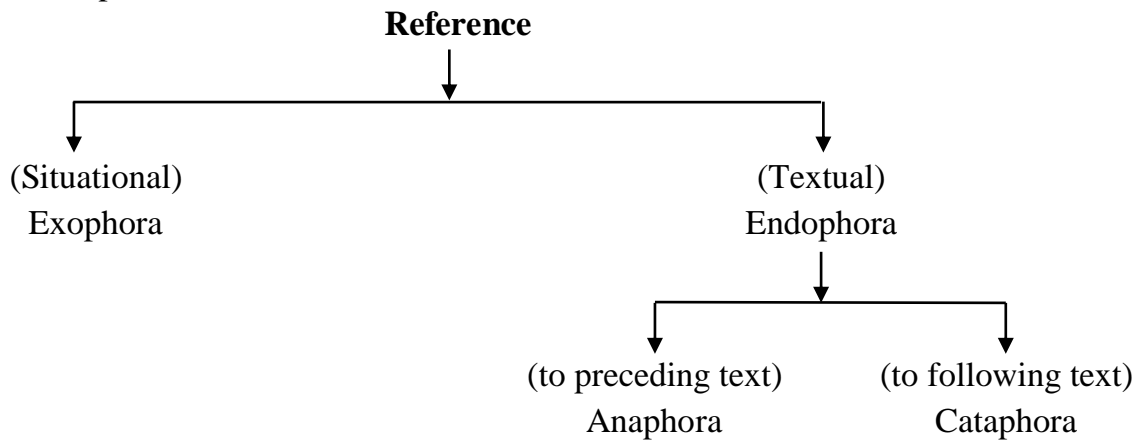 Reference
(Situational) (Textual)
Exophora Endophora
(to preceding text) (to following text)
Anaphora Cataphora